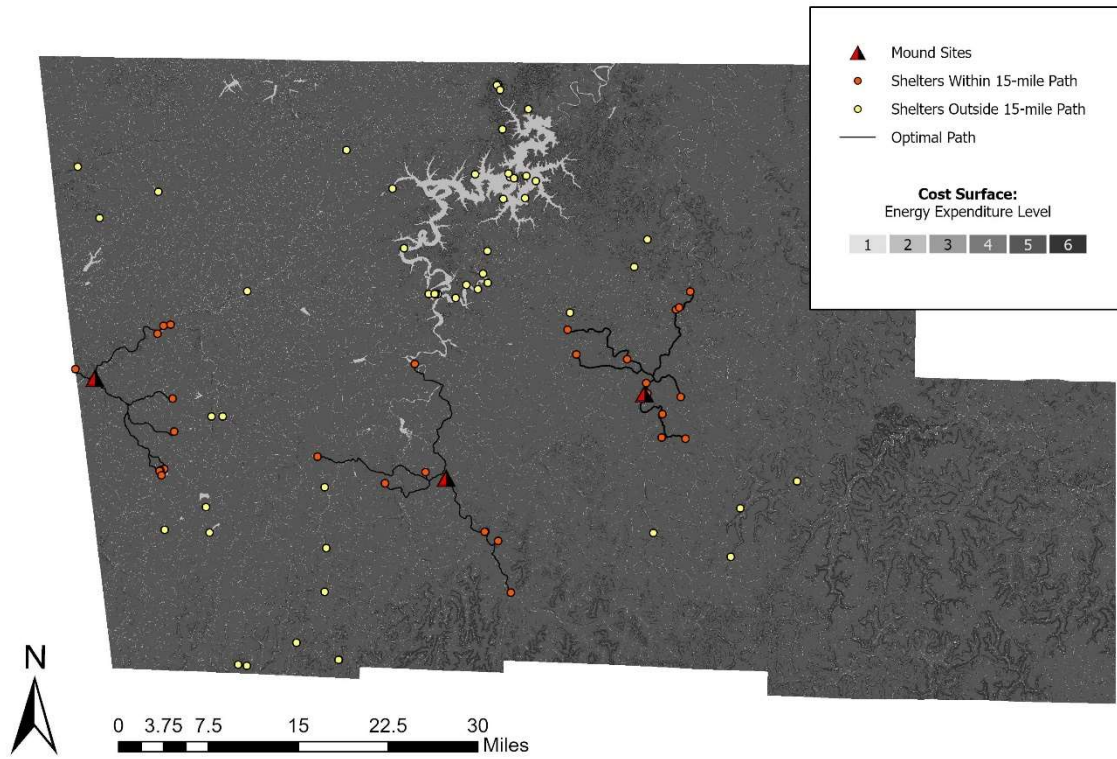 Mound Sites
Shelters Within 15-mile Path
Shelters Outside 15-mile Path
Optimal Path
Cost Surface:
Energy Expenditure Level
1 2 3 4 5 6
N
0 3.75 7.5 15 22.5 30
Miles